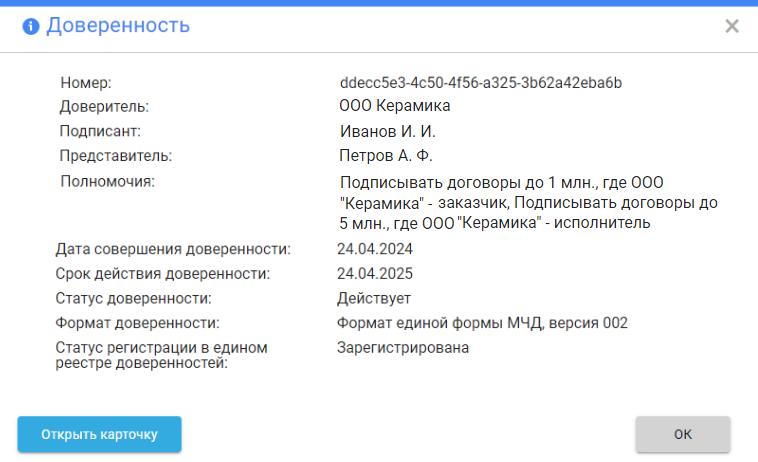 Доверенность
Номер: ddecc5e3-4c50-4f56-a325-3b62a42eba6b
Доверитель: ООО Керамика
Подписант: Иванов И. И.
Представитель: Петров А. Ф.
Полномочия: Подписывать договоры до 1 млн., где ООО
"Керамика" - заказчик, Подписывать договоры до
5 млн., где ООО "Керамика" - исполнитель
Дата совершения доверенности: 24.04.2024
Срок действия доверенности: 24.04.2025
Статус доверенности: Действует
Формат доверенности: Формат единой формы МЧД, версия 002
Статус регистрации в едином Зарегистрирована
реестре доверенностей:
Открыть карточку ОК